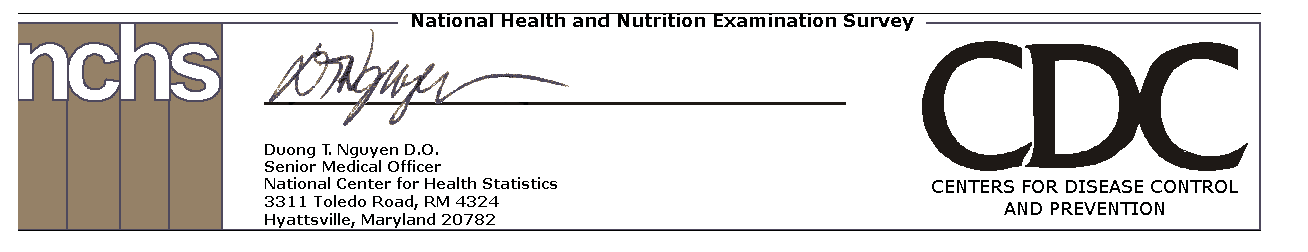 National Health and Nutrition Examination Survey
nchs
D T Nguyen
Duong T. Nguyen D.O.
Senior Medical Officer
National Center for Health Statistics
3311 Toledo Road, RM 4324
Hyattsville, Maryland 20782
CDC
CENTERS FOR DISEASE CONTROL
AND PREVENTION